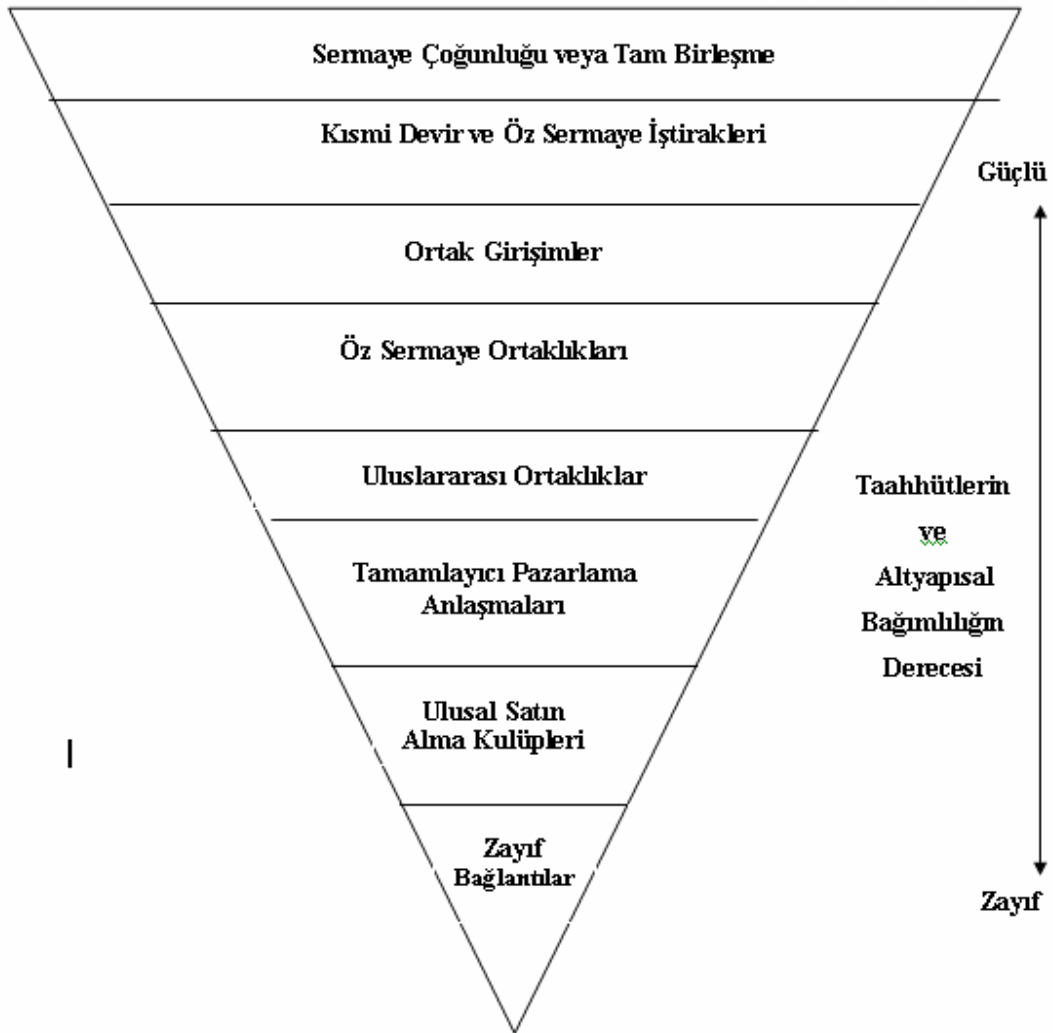 Sermaye Çoğunluğu veya Tam Birleşme
Kısmi Devir ve Öz Sermaye İştirakleri
Güçlü
Ortak Girişimler
Öz Sermaye Ortaklıkları
Uluslararası Ortaklıklar
Taahhütlerin
ve
Altyapısal
Bağımlılığın
Derecesi
Tamamlayıcı Pazarlama
Anlaşmaları
Ulusal Satın
Alma Kulüpleri
Zayıf
Bağlantılar
Zayıf